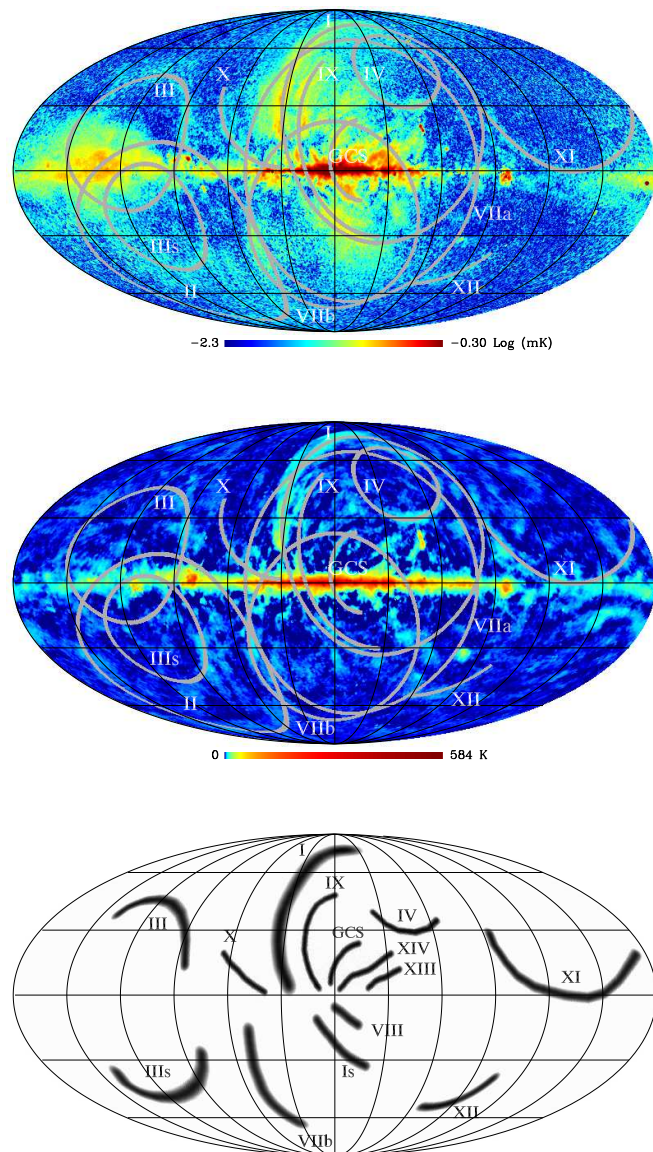 I
IX
IV
X
III
GCS
XI
VIIa
IIIs
XII
II
VIIb
−2.3
−0.30 Log (mK)
I
IX
IV
X
III
GCS
XI
VIIa
IIIs
XII
II
VIIb
0
584 K
I
IX
IV
III
X
GCS
XIV
XIII
XI
VIII
Is
IIIs
XII
VIIb